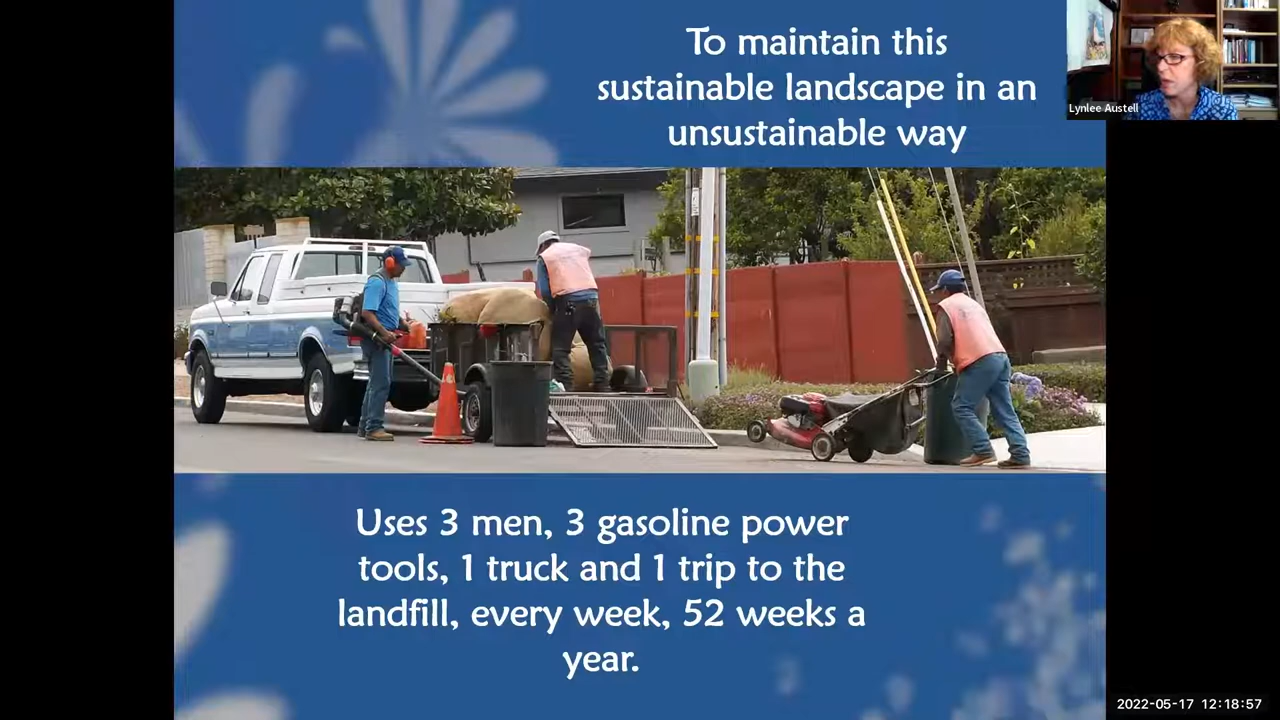 To maintain this
sustainable landscape in an
unsustainable way
Lynlee Austell
Uses 3 men, 3 gasoline power
tools, 1 truck and 1 trip to the
landfill, every week, 52 weeks a
year.
2022-05-17 12:18:57